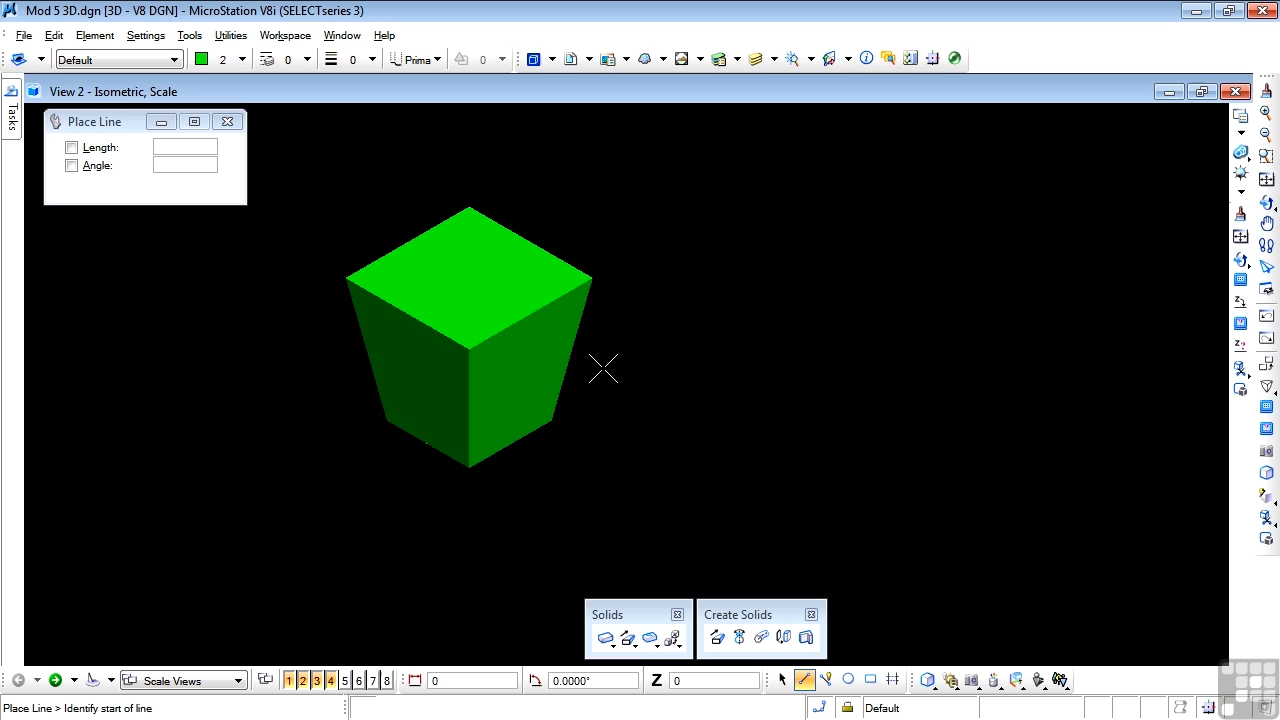 Mod 5 3D.dgn [3D - V8 DGN] - MicroStation V8i (SELECTseries 3)
File Edit Element Settings Tools Utilities Workspace Window Help
Default 2 0 0 Prima 0
Tasks
View 2 - Isometric, Scale
Place Line
Length:
Angle:
Solids Create Solids
Scale Views 1 2 3 4 5 6 7 8 0 0.0000° Z 0
Place Line > Identify start of line Default